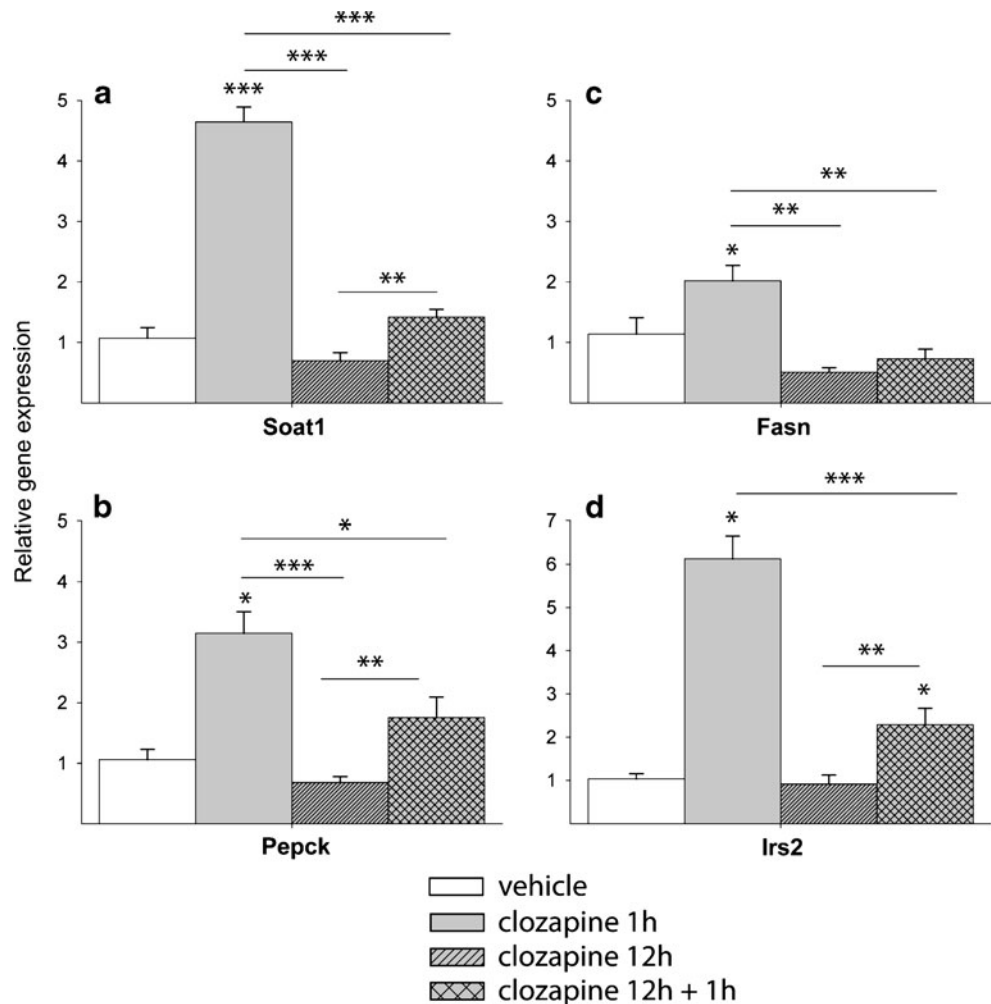 Relative gene expression
a
***
***
***
**
5
4
3
2
1
Soat1
c
**
**
*
5
4
3
2
1
Fasn
b
*
***
*
**
5
4
3
2
1
Pepck
d
***
*
**
*
7
6
5
4
3
2
1
Irs2
vehicle
clozapine 1h
clozapine 12h
clozapine 12h + 1h